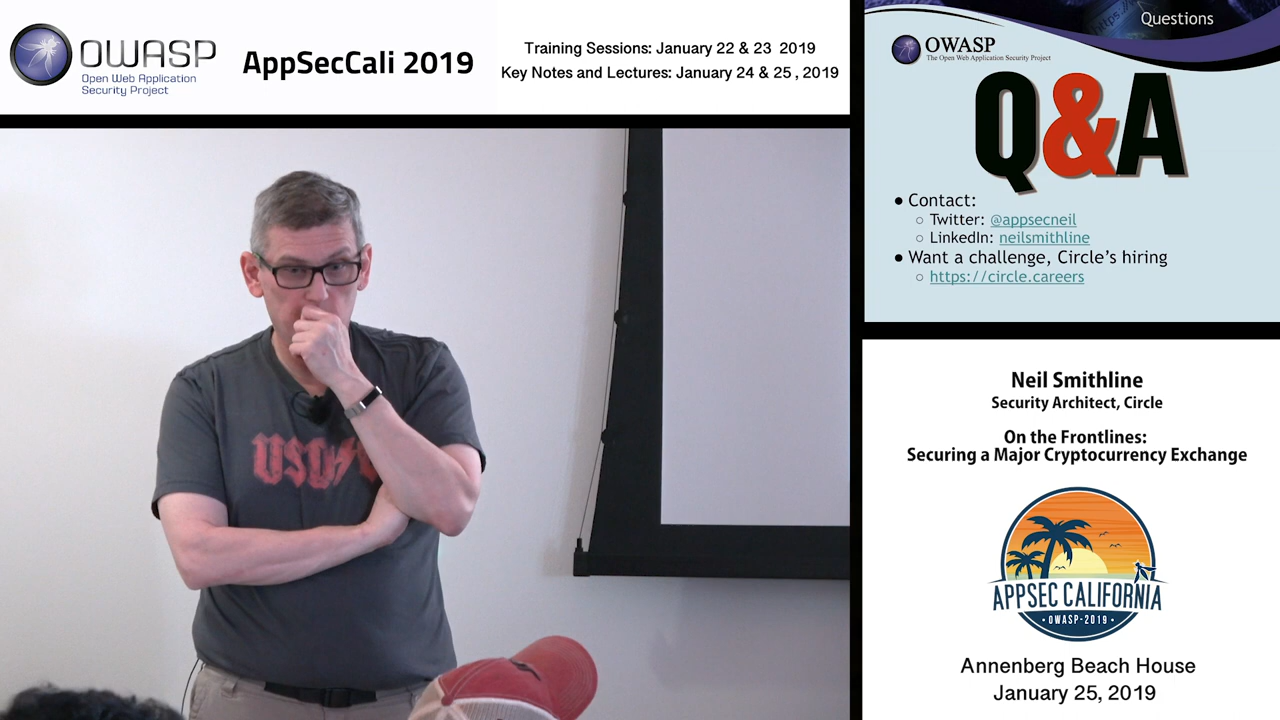 OWASP
Open Web Application
Security Project
AppSecCali 2019
Training Sessions: January 22 & 23 2019
Key Notes and Lectures: January 24 & 25, 2019
Questions
OWASP
The Open Web Application Security Project
Q&A
● Contact:
○ Twitter: @appsecneil
○ LinkedIn: neilsmithline
● Want a challenge, Circle's hiring
○ https://circle.careers
Neil Smithline
Security Architect, Circle
On the Frontlines:
Securing a Major Cryptocurrency Exchange
APPSEC CALIFORNIA
• OWASP-2019 •
Annenberg Beach House
January 25, 2019